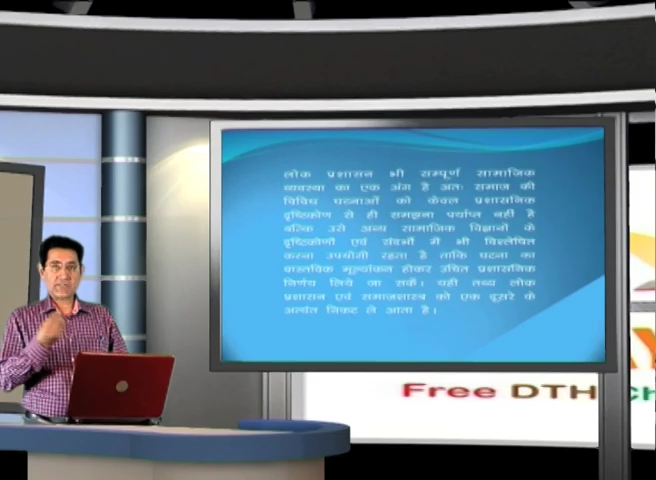 लोक प्रशासन भी सम्पूर्ण सामाजिक
व्यवस्था का एक अंग है अतः समाज की
विविध घटनाओं को केवल प्रशासनिक
दृष्टिकोण से ही समझना पर्याप्त नहीं है
बल्कि उसे अन्य सामाजिक विज्ञानों के
दृष्टिकोणों एवं संदर्भों में भी विश्लेषित
करना उपयोगी रहता है ताकि घटना का
वास्तविक मूल्यांकन होकर उचित प्रशासनिक
निर्णय लिये जा सकें। यही तथ्य लोक
प्रशासन एवं समाजशास्त्र को एक दूसरे के
अत्यंत निकट ले आता है।
Free DTH